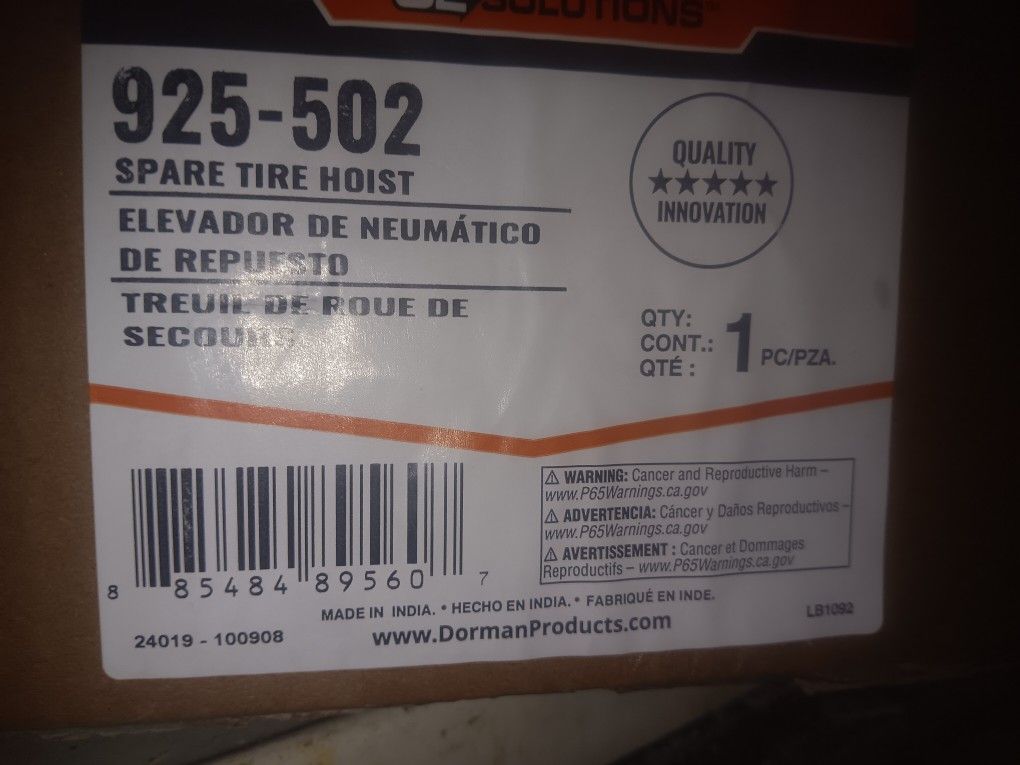 SOLUTIONS™
925-502
SPARE TIRE HOIST
ELEVADOR DE NEUMÁTICO
DE REPUESTO
TREUIL DE ROUE DE
SECOURS
QUALITY
★★★★★
INNOVATION
QTY:
CONT.:
QTÉ :
1 PC/PZA.
⚠ WARNING: Cancer and Reproductive Harm –
www.P65Warnings.ca.gov
⚠ ADVERTENCIA: Cáncer y Daños Reproductivos –
www.P65Warnings.ca.gov
⚠ AVERTISSEMENT : Cancer et Dommages
Reproductifs – www.P65Warnings.ca.gov
8 85484 89560 7
MADE IN INDIA. • HECHO EN INDIA. • FABRIQUÉ EN INDE.
24019 - 100908
www.DormanProducts.com
LB1092